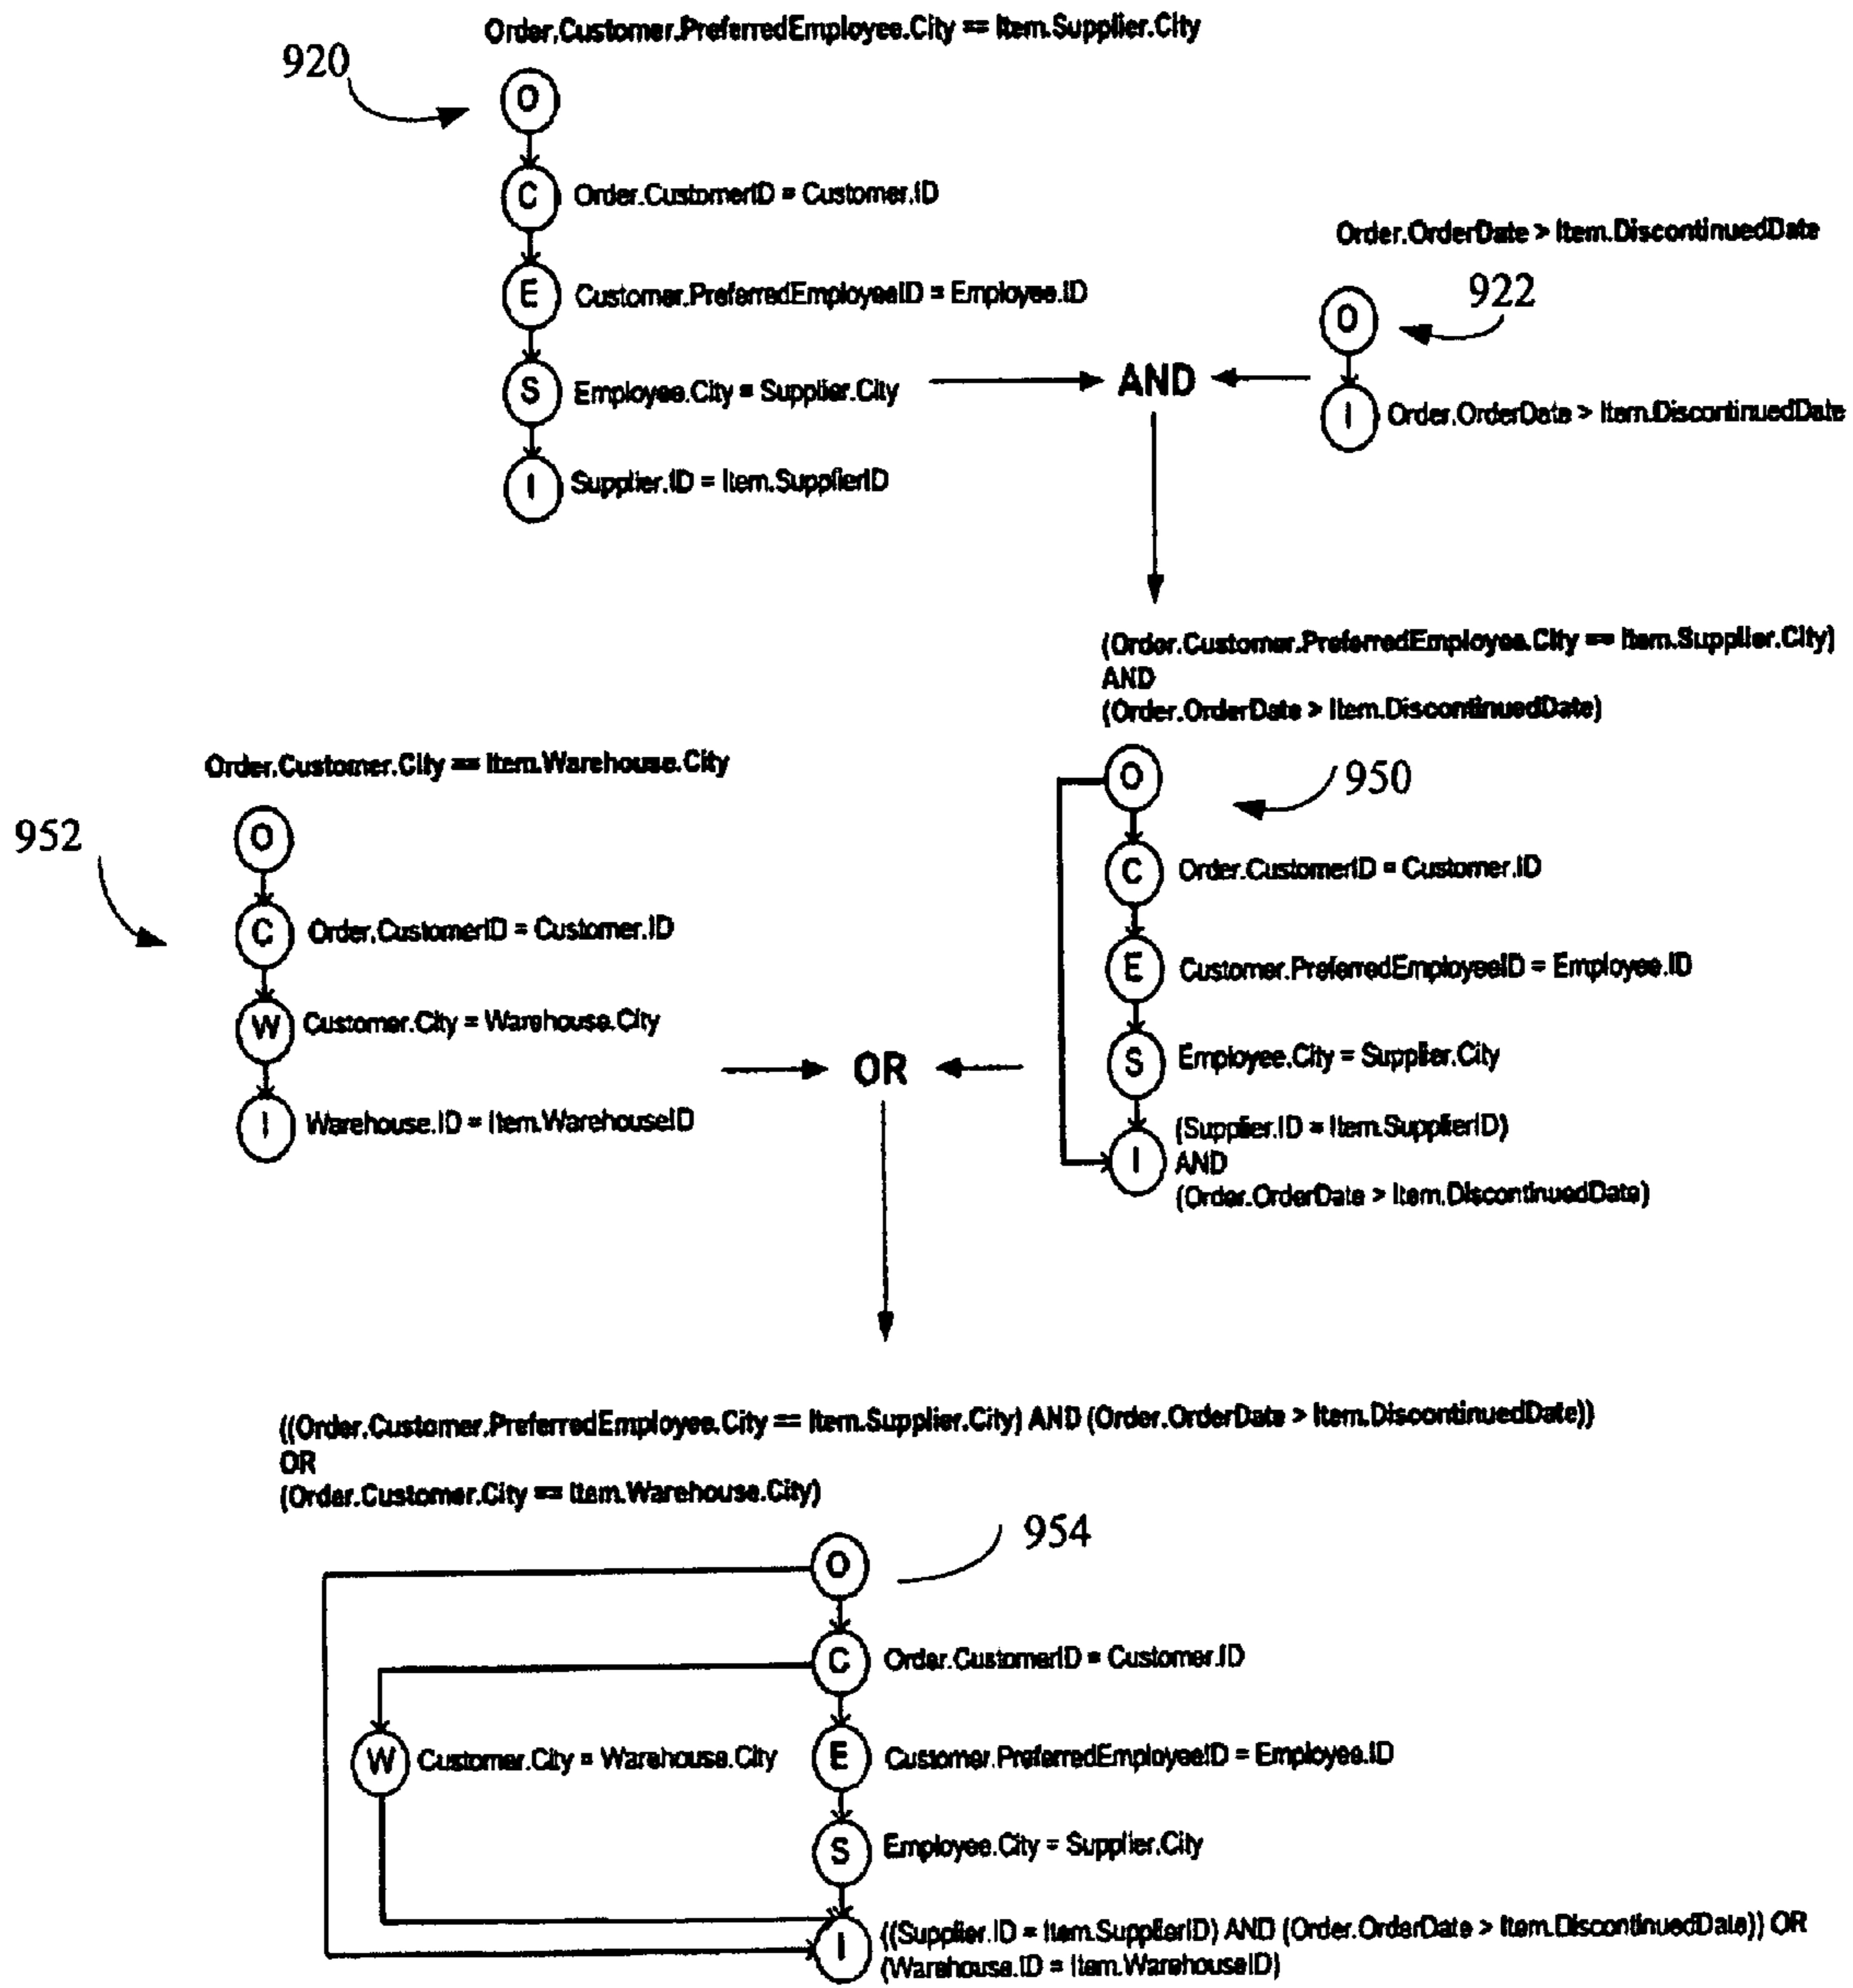 Order.Customer.PreferredEmployee.City == Item.Supplier.City
920
O
C Order.CustomerID = Customer.ID
E Customer.PreferredEmployeeID = Employee.ID
S Employee.City = Supplier.City
I Supplier.ID = Item.SupplierID
Order.OrderDate > Item.DiscontinuedDate
922
O
I Order.OrderDate > Item.DiscontinuedDate
AND
(Order.Customer.PreferredEmployee.City == Item.Supplier.City)
AND
(Order.OrderDate > Item.DiscontinuedDate)
950
O
C Order.CustomerID = Customer.ID
E Customer.PreferredEmployeeID = Employee.ID
S Employee.City = Supplier.City
(Supplier.ID = Item.SupplierID)
I AND
(Order.OrderDate > Item.DiscontinuedDate)
Order.Customer.City == Item.Warehouse.City
952
O
C Order.CustomerID = Customer.ID
W Customer.City = Warehouse.City
I Warehouse.ID = Item.WarehouseID
OR
((Order.Customer.PreferredEmployee.City == Item.Supplier.City) AND (Order.OrderDate > Item.DiscontinuedDate))
OR
(Order.Customer.City == Item.Warehouse.City)
954
O
C Order.CustomerID = Customer.ID
W Customer.City = Warehouse.City
E Customer.PreferredEmployeeID = Employee.ID
S Employee.City = Supplier.City
I ((Supplier.ID = Item.SupplierID) AND (Order.OrderDate > Item.DiscontinuedDate)) OR
(Warehouse.ID = Item.WarehouseID)